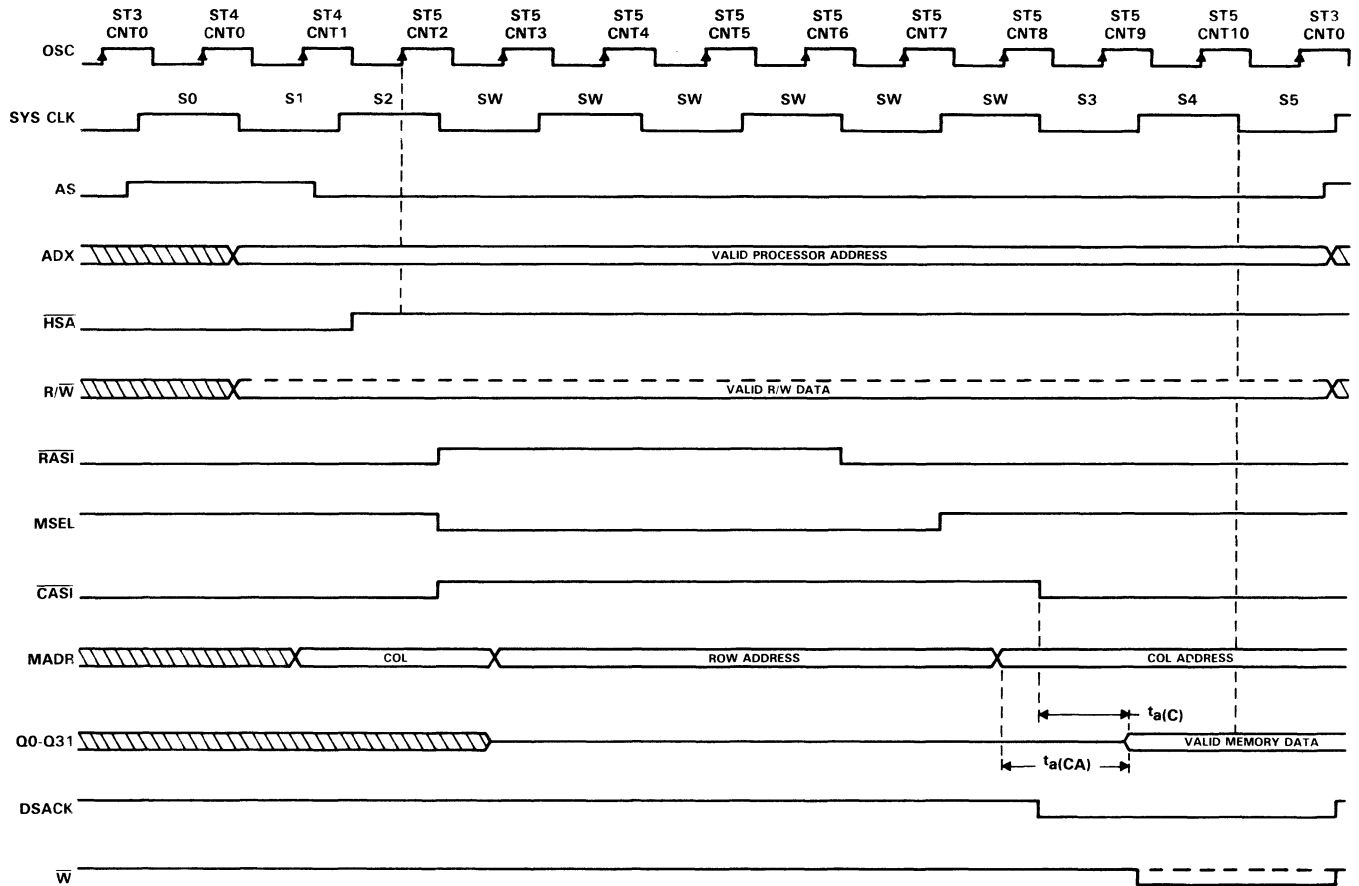 ST3 ST4 ST4 ST5 ST5 ST5 ST5 ST5 ST5 ST5 ST5 ST5 ST3
CNT0 CNT0 CNT1 CNT2 CNT3 CNT4 CNT5 CNT6 CNT7 CNT8 CNT9 CNT10 CNT0
OSC
S0 S1 S2 SW SW SW SW SW SW S3 S4 S5
SYS CLK
AS
ADX VALID PROCESSOR ADDRESS
HSA
R/W VALID R/W DATA
RASI
MSEL
CASI
MADR COL ROW ADDRESS COL ADDRESS
ta(C)
Q0-Q31 VALID MEMORY DATA
ta(CA)
DSACK
W